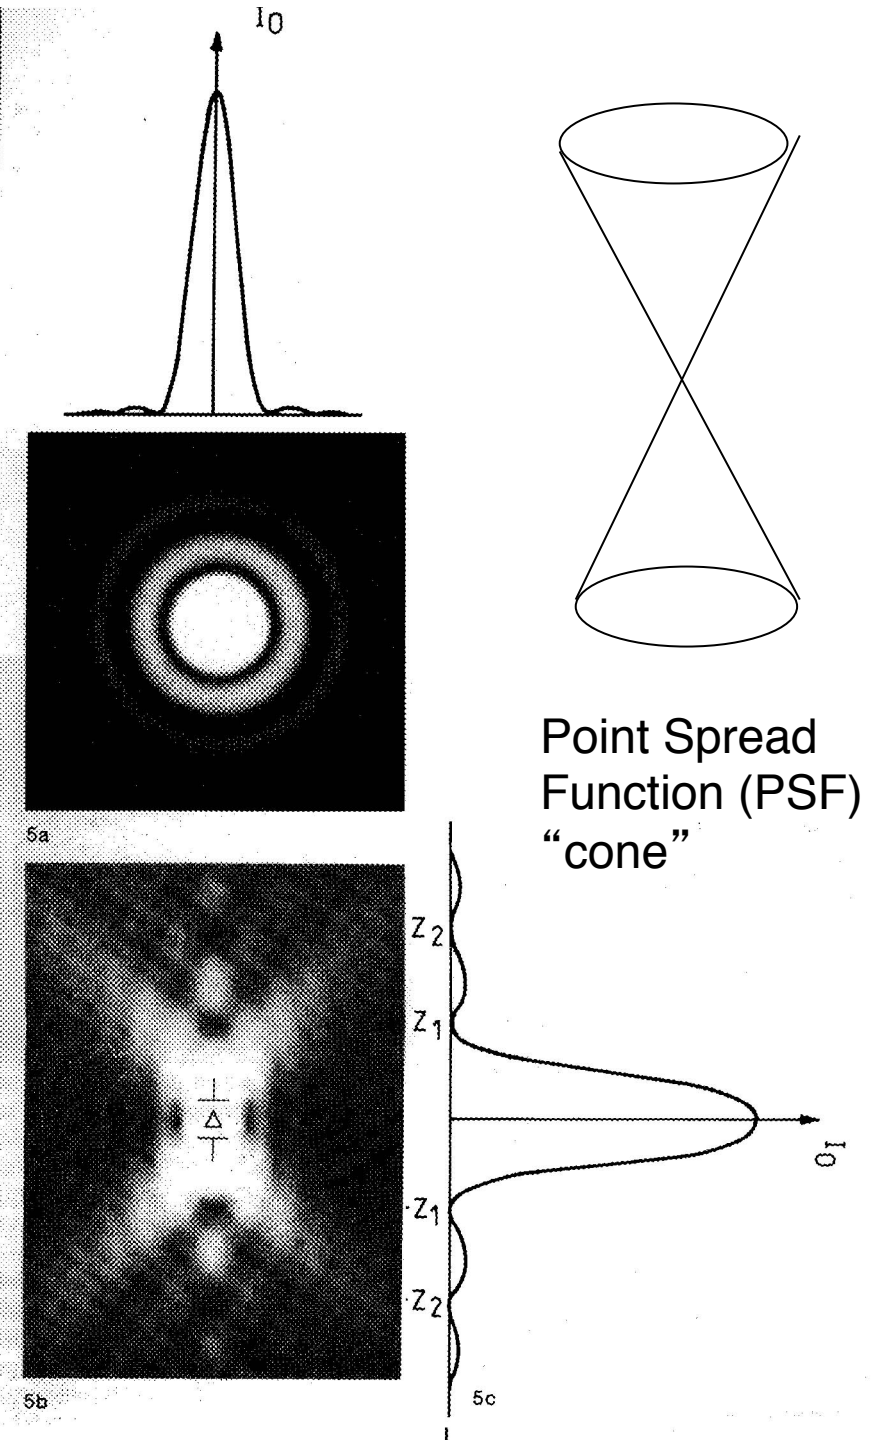 I0
5a
Point Spread
Function (PSF)
“cone”
Z2
Z1
Δ
I0
-Z1
-Z2
5b
5c